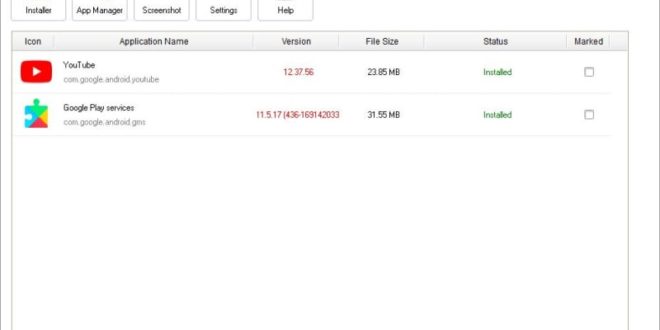 Installer App Manager Screenshot Settings Help
Icon Application Name Version File Size Status Marked
YouTube
com.google.android.youtube
12.37.56 23.85 MB Installed
Google Play services
com.google.android.gms
11.5.17 (436-169142033 31.55 MB Installed